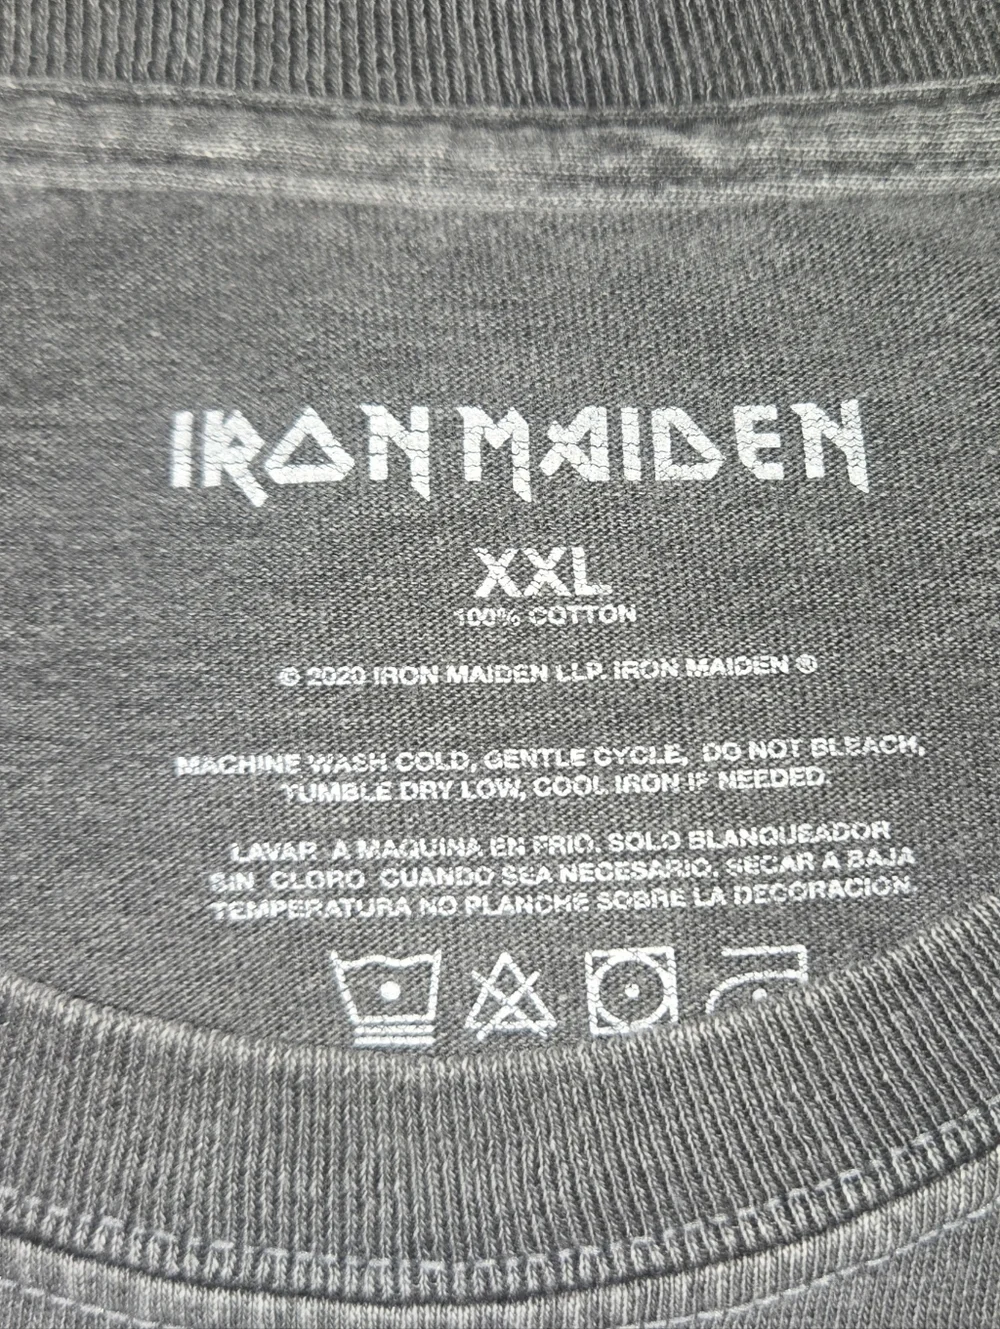 IRON MAIDEN
XXL
100% COTTON
© 2020 IRON MAIDEN LLP. IRON MAIDEN ®
MACHINE WASH COLD, GENTLE CYCLE, DO NOT BLEACH,
TUMBLE DRY LOW, COOL IRON IF NEEDED.
LAVAR A MAQUINA EN FRIO. SOLO BLANQUEADOR
SIN CLORO CUANDO SEA NECESARIO. SECAR A BAJA
TEMPERATURA NO PLANCHE SOBRE LA DECORACION.